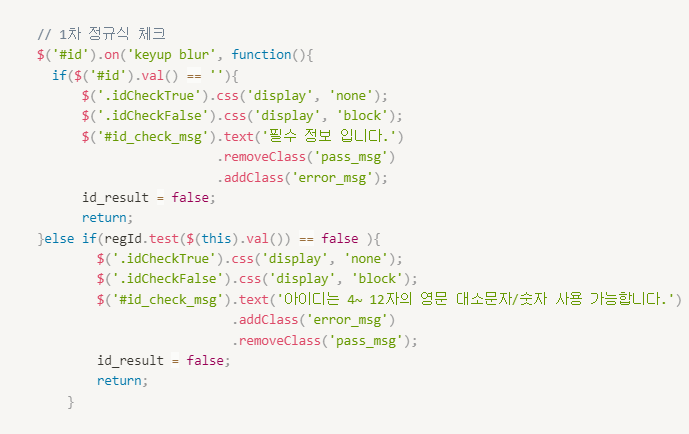 // 1차 정규식 체크
$('#id').on('keyup blur', function(){
if($('#id').val() == ''){
$('.idCheckTrue').css('display', 'none');
$('.idCheckFalse').css('display', 'block');
$('#id_check_msg').text('필수 정보 입니다.')
.removeClass('pass_msg')
.addClass('error_msg');
id_result = false;
return;
}else if(regId.test($(this).val()) == false ){
$('.idCheckTrue').css('display', 'none');
$('.idCheckFalse').css('display', 'block');
$('#id_check_msg').text('아이디는 4~ 12자의 영문 대소문자/숫자 사용 가능합니다.')
.addClass('error_msg')
.removeClass('pass_msg');
id_result = false;
return;
}